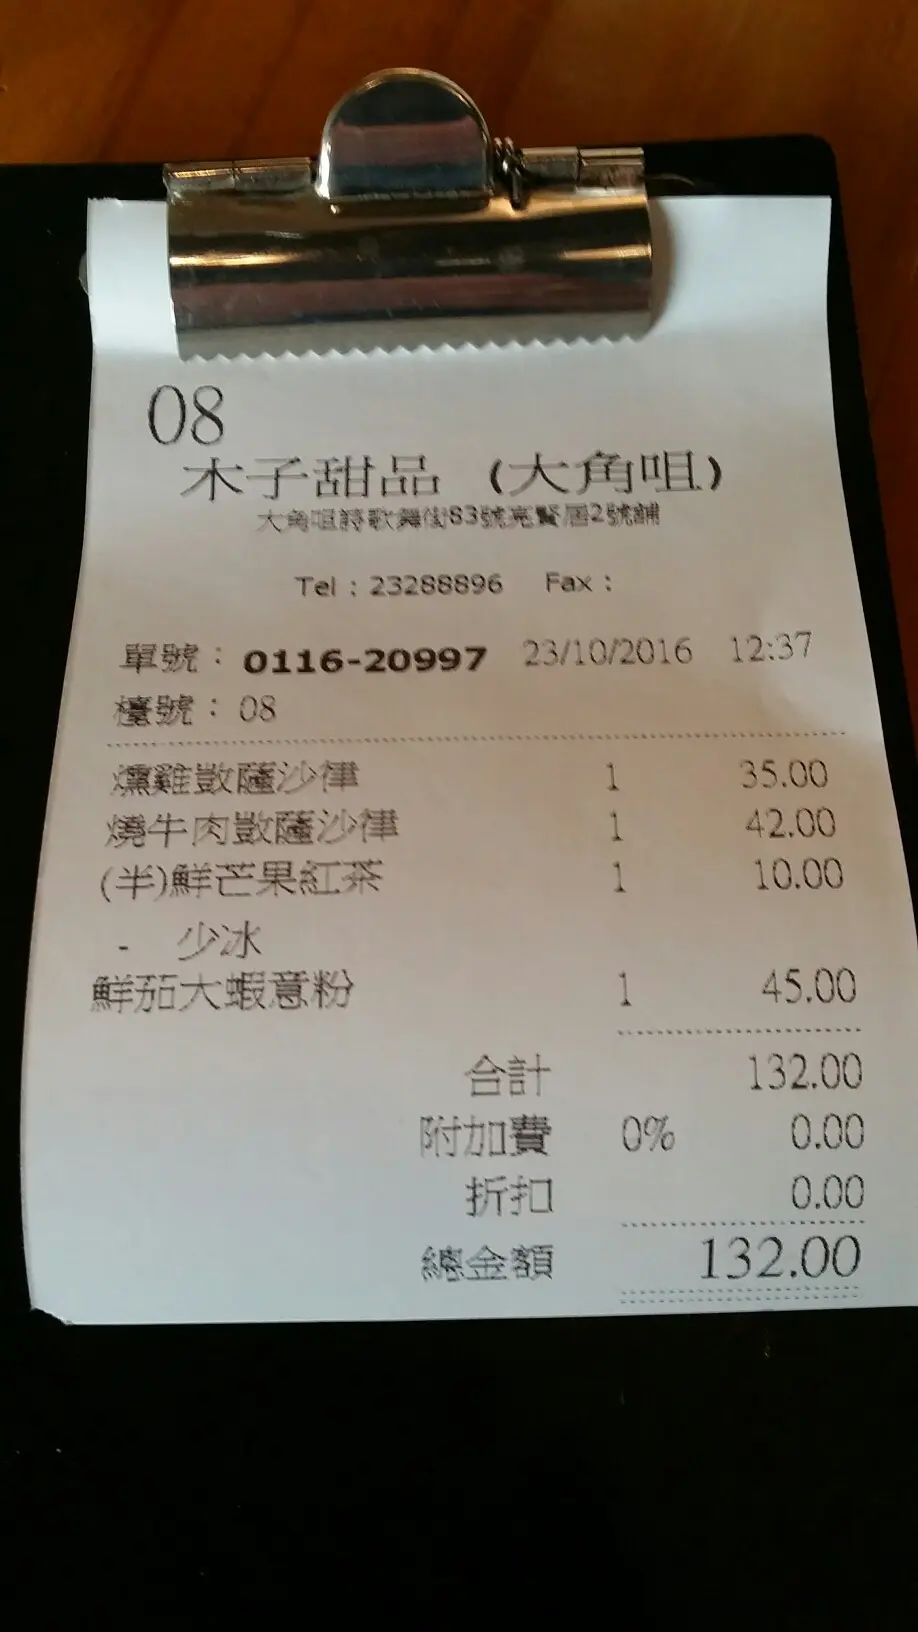 08
木子甜品 (大角咀)
大角咀詩歌舞街83號亮賢居2號舖
Tel : 23288896 Fax :
單號： 0116-20997 23/10/2016 12:37
檯號： 08
燻雞凱薩沙律 1 35.00
燒牛肉凱薩沙律 1 42.00
(半)鮮芒果紅茶 1 10.00
- 少冰
鮮茄大蝦意粉 1 45.00
合計 132.00
附加費 0% 0.00
折扣 0.00
總金額 132.00